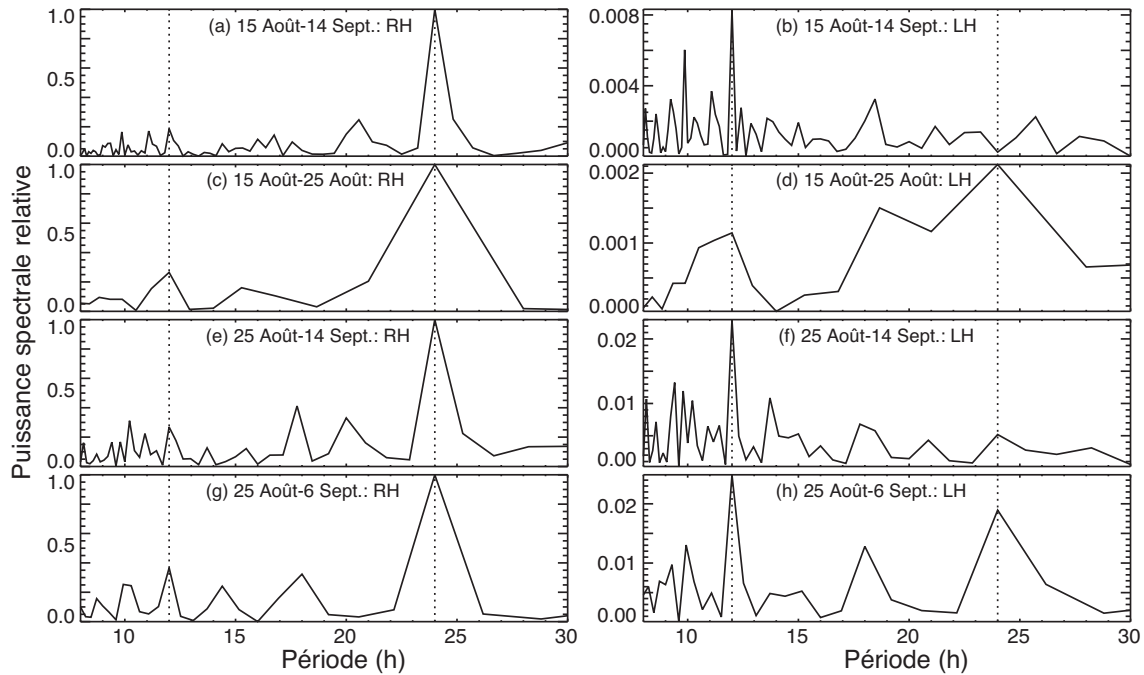 Puissance spectrale relative
(a) 15 Août-14 Sept.: RH
1.0
1.0
0.0
(b) 15 Août-14 Sept.: LH
0.008
0.004
0.000
(c) 15 Août-25 Août: RH
1.0
0.5
0.0
(d) 15 Août-25 Août: LH
0.002
0.001
0.000
(e) 25 Août-14 Sept.: RH
1.0
0.5
0.0
(f) 25 Août-14 Sept.: LH
0.02
0.01
0.00
(g) 25 Août-6 Sept.: RH
1.0
0.5
0.0
(h) 25 Août-6 Sept.: LH
0.02
0.01
0.00
10 15 20 25 30
10 15 20 25 30
Période (h)
Période (h)